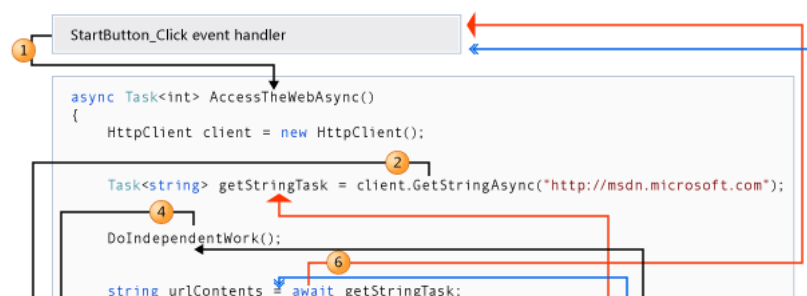 StartButton_Click event handler
1
async Task<int> AccessTheWebAsync()
{
HttpClient client = new HttpClient();
2
Task<string> getStringTask = client.GetStringAsync("http://msdn.microsoft.com");
4
DoIndependentWork();
6
string urlContents = await getStringTask;